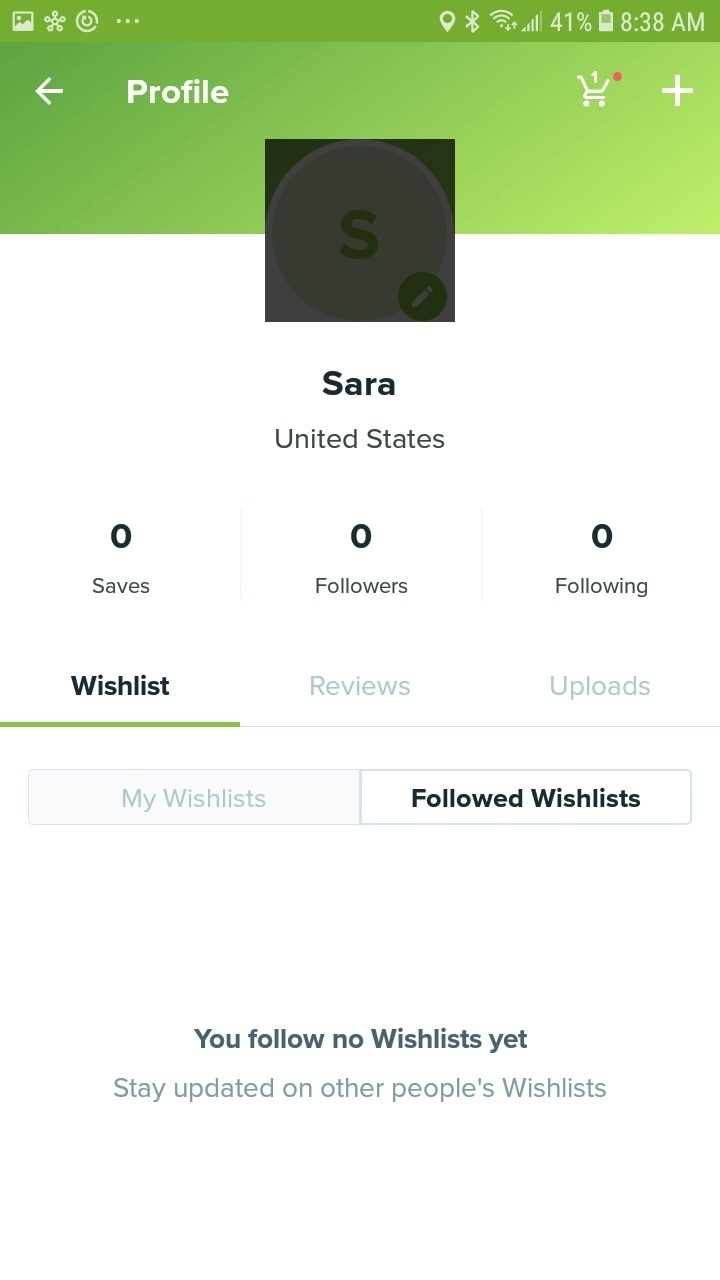 41% 8:38 AM
Profile
1
S
Sara
United States
0 0 0
Saves Followers Following
Wishlist Reviews Uploads
My Wishlists Followed Wishlists
You follow no Wishlists yet
Stay updated on other people's Wishlists